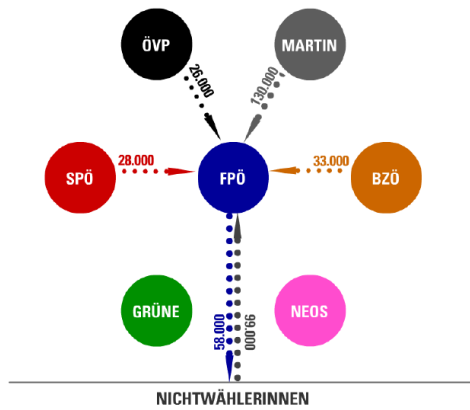 ÖVP
MARTIN
26.000
130.000
28.000
33.000
SPÖ
FPÖ
BZÖ
GRÜNE
NEOS
58.000
99.000
NICHTWÄHLERINNEN